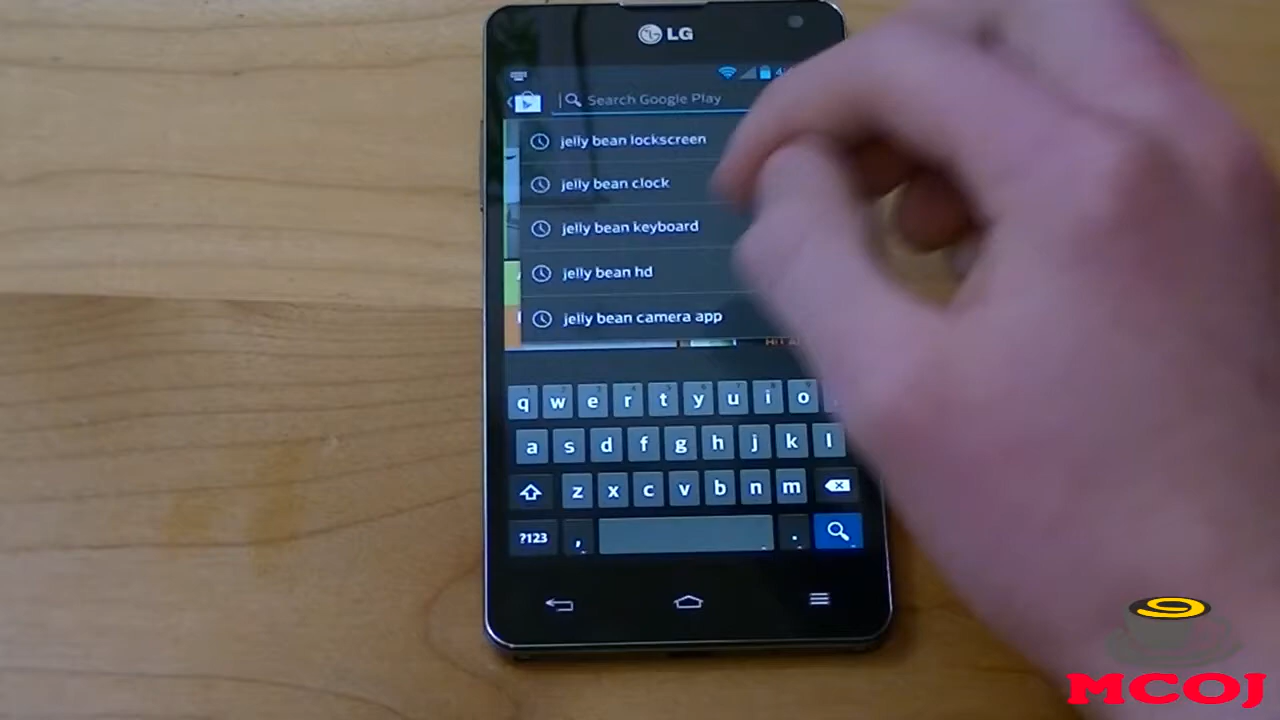 LG
Search Google Play
jelly bean lockscreen
jelly bean clock
jelly bean keyboard
jelly bean hd
jelly bean camera app
q w e r t y u i o
a s d f g h j k l
z x c v b n m
?123 , .
MCOJ